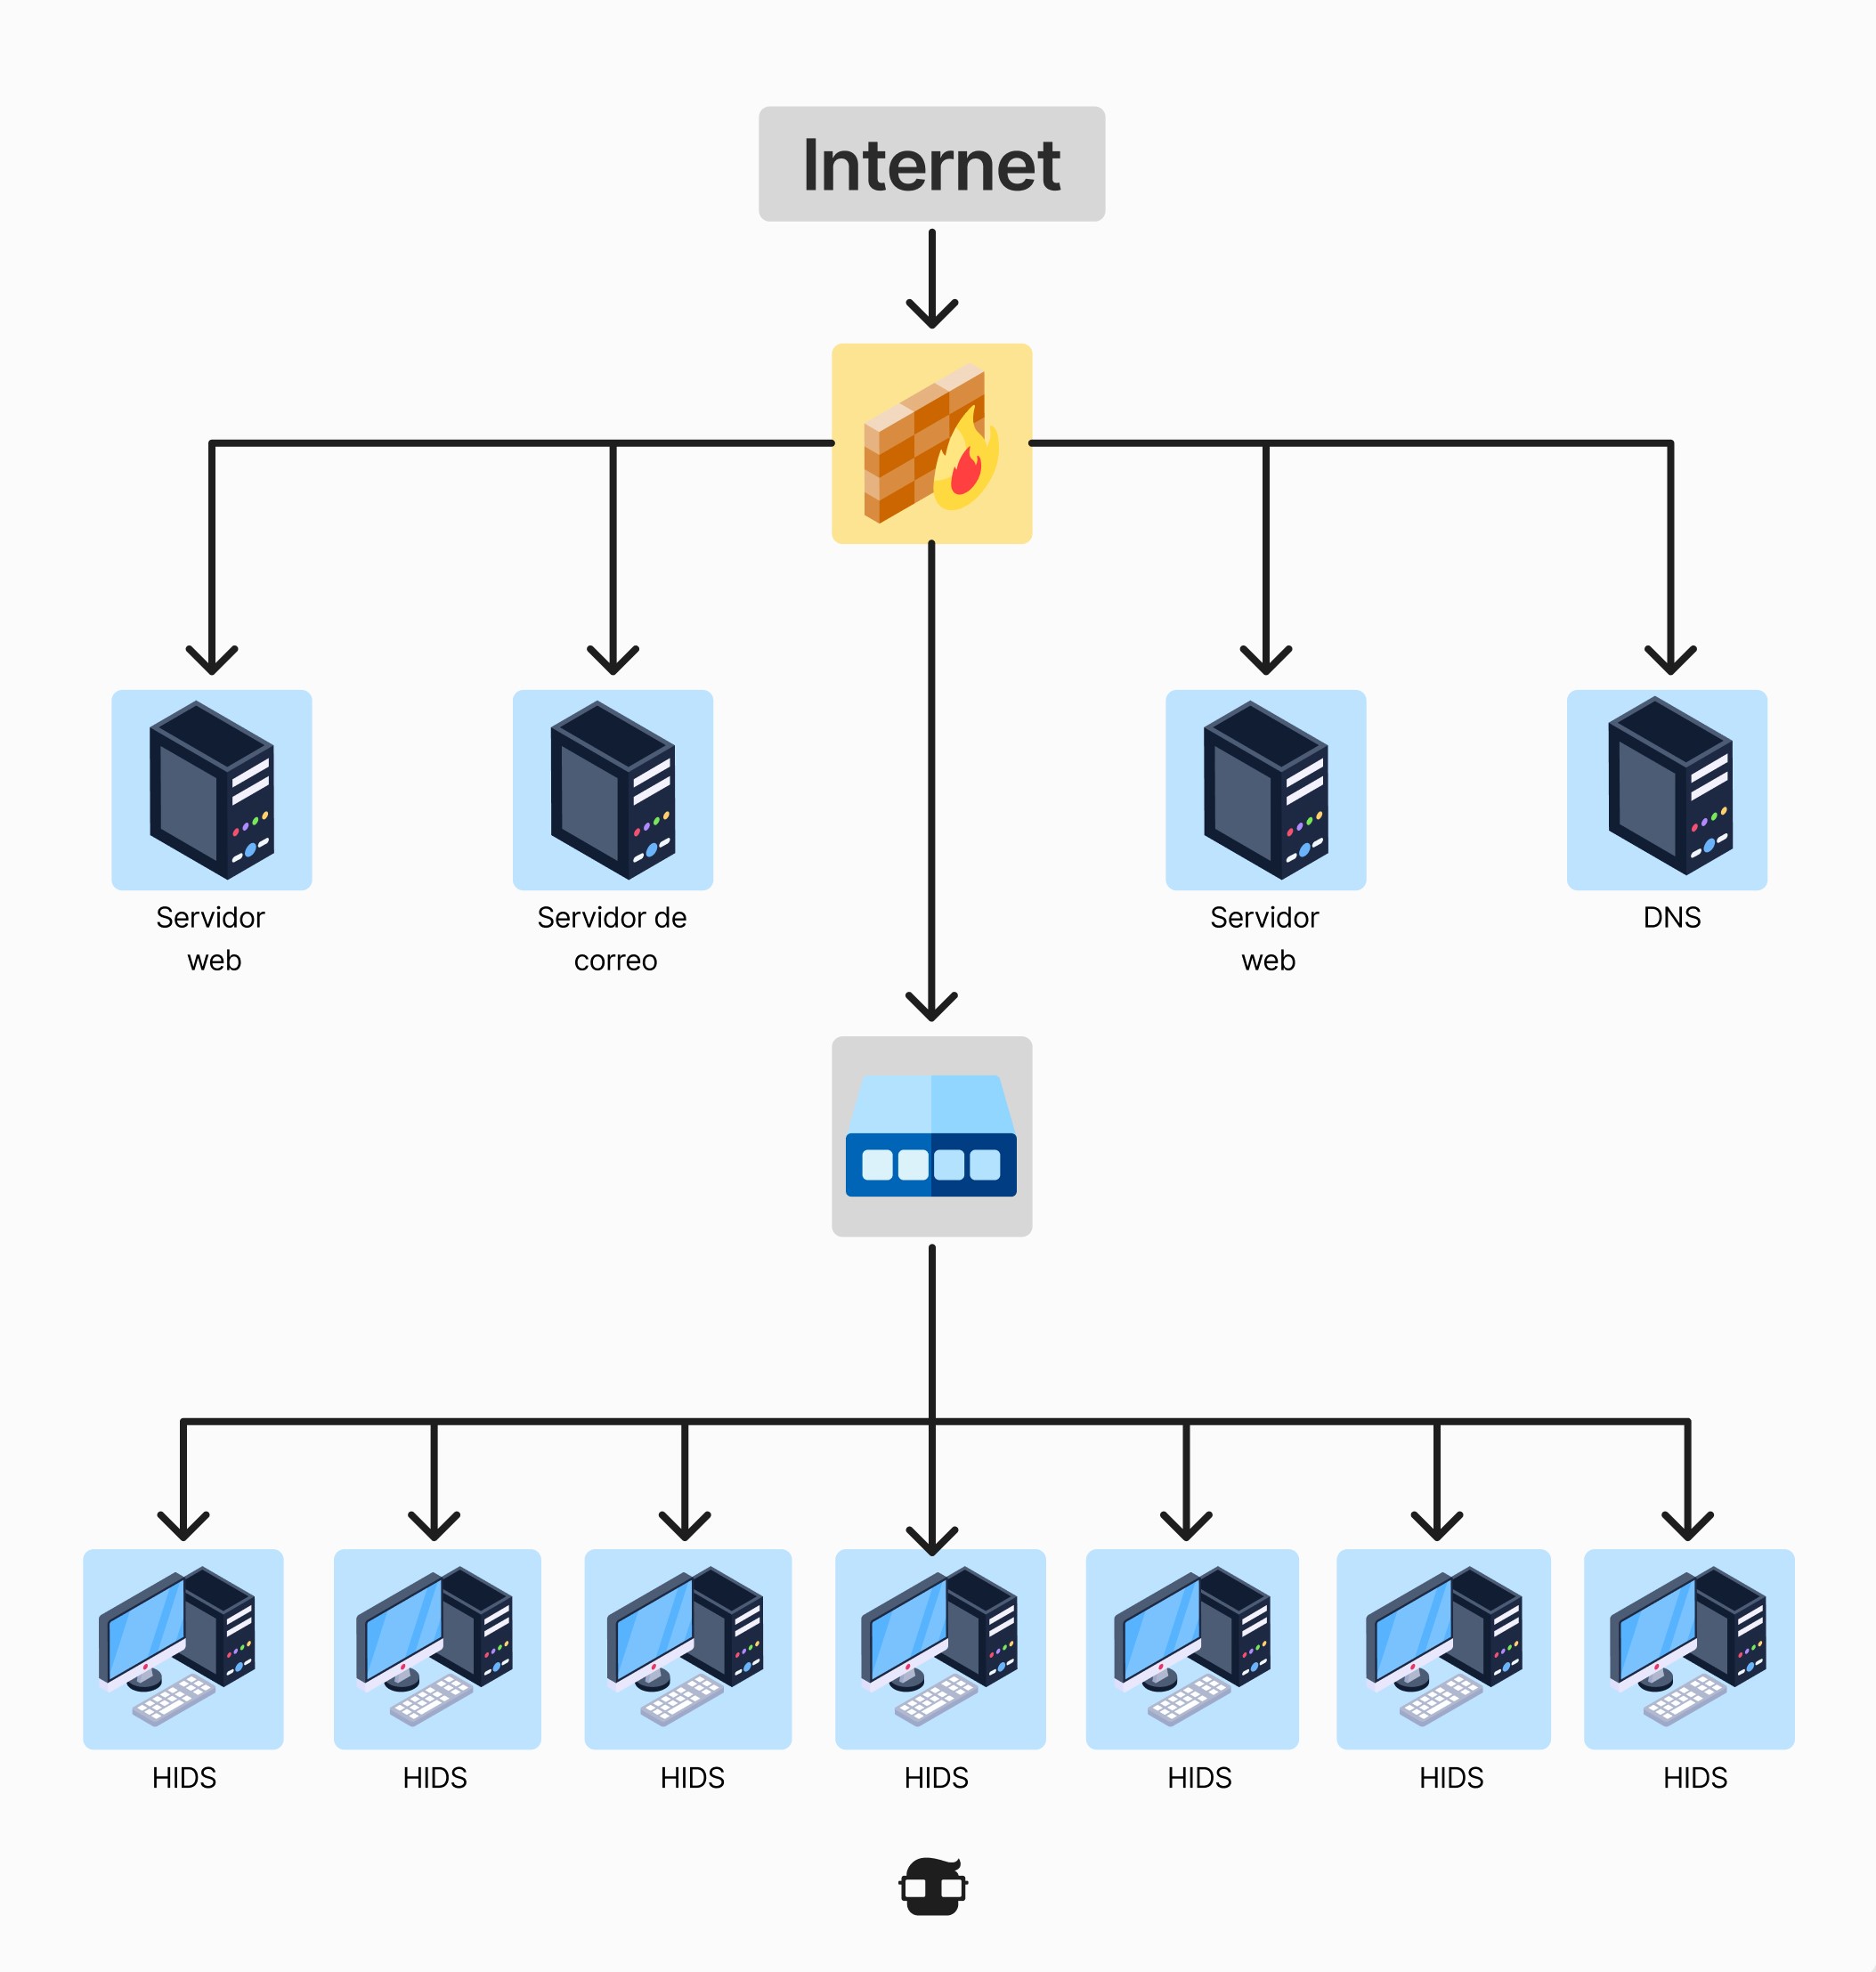 Internet
Servidor
web
Servidor de
correo
Servidor
web
DNS
HIDS
HIDS
HIDS
HIDS
HIDS
HIDS
HIDS